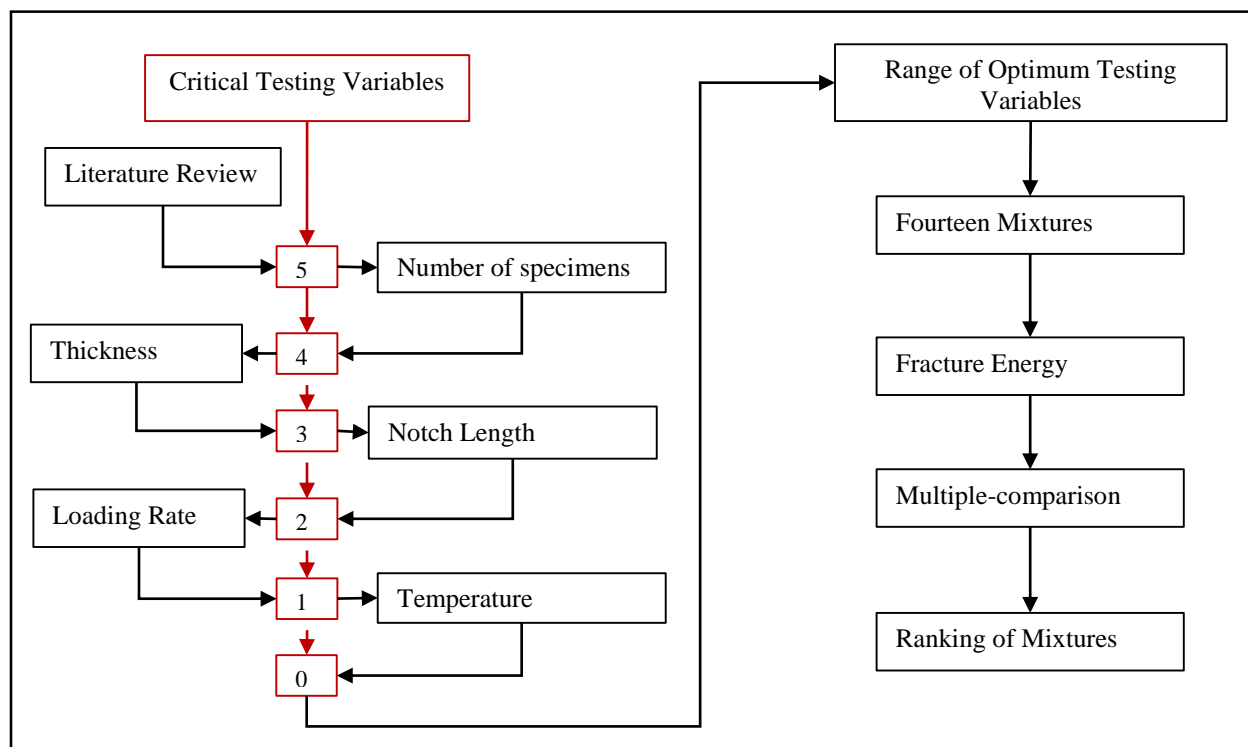 Critical Testing Variables
Literature Review
5
Number of specimens
4
Thickness
3
Notch Length
2
Loading Rate
1
Temperature
0
Range of Optimum Testing
Variables
Fourteen Mixtures
Fracture Energy
Multiple-comparison
Ranking of Mixtures